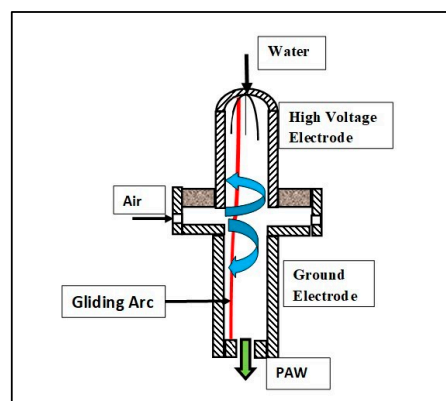 Water
High Voltage
Electrode
Air
Ground
Electrode
Gliding Arc
PAW